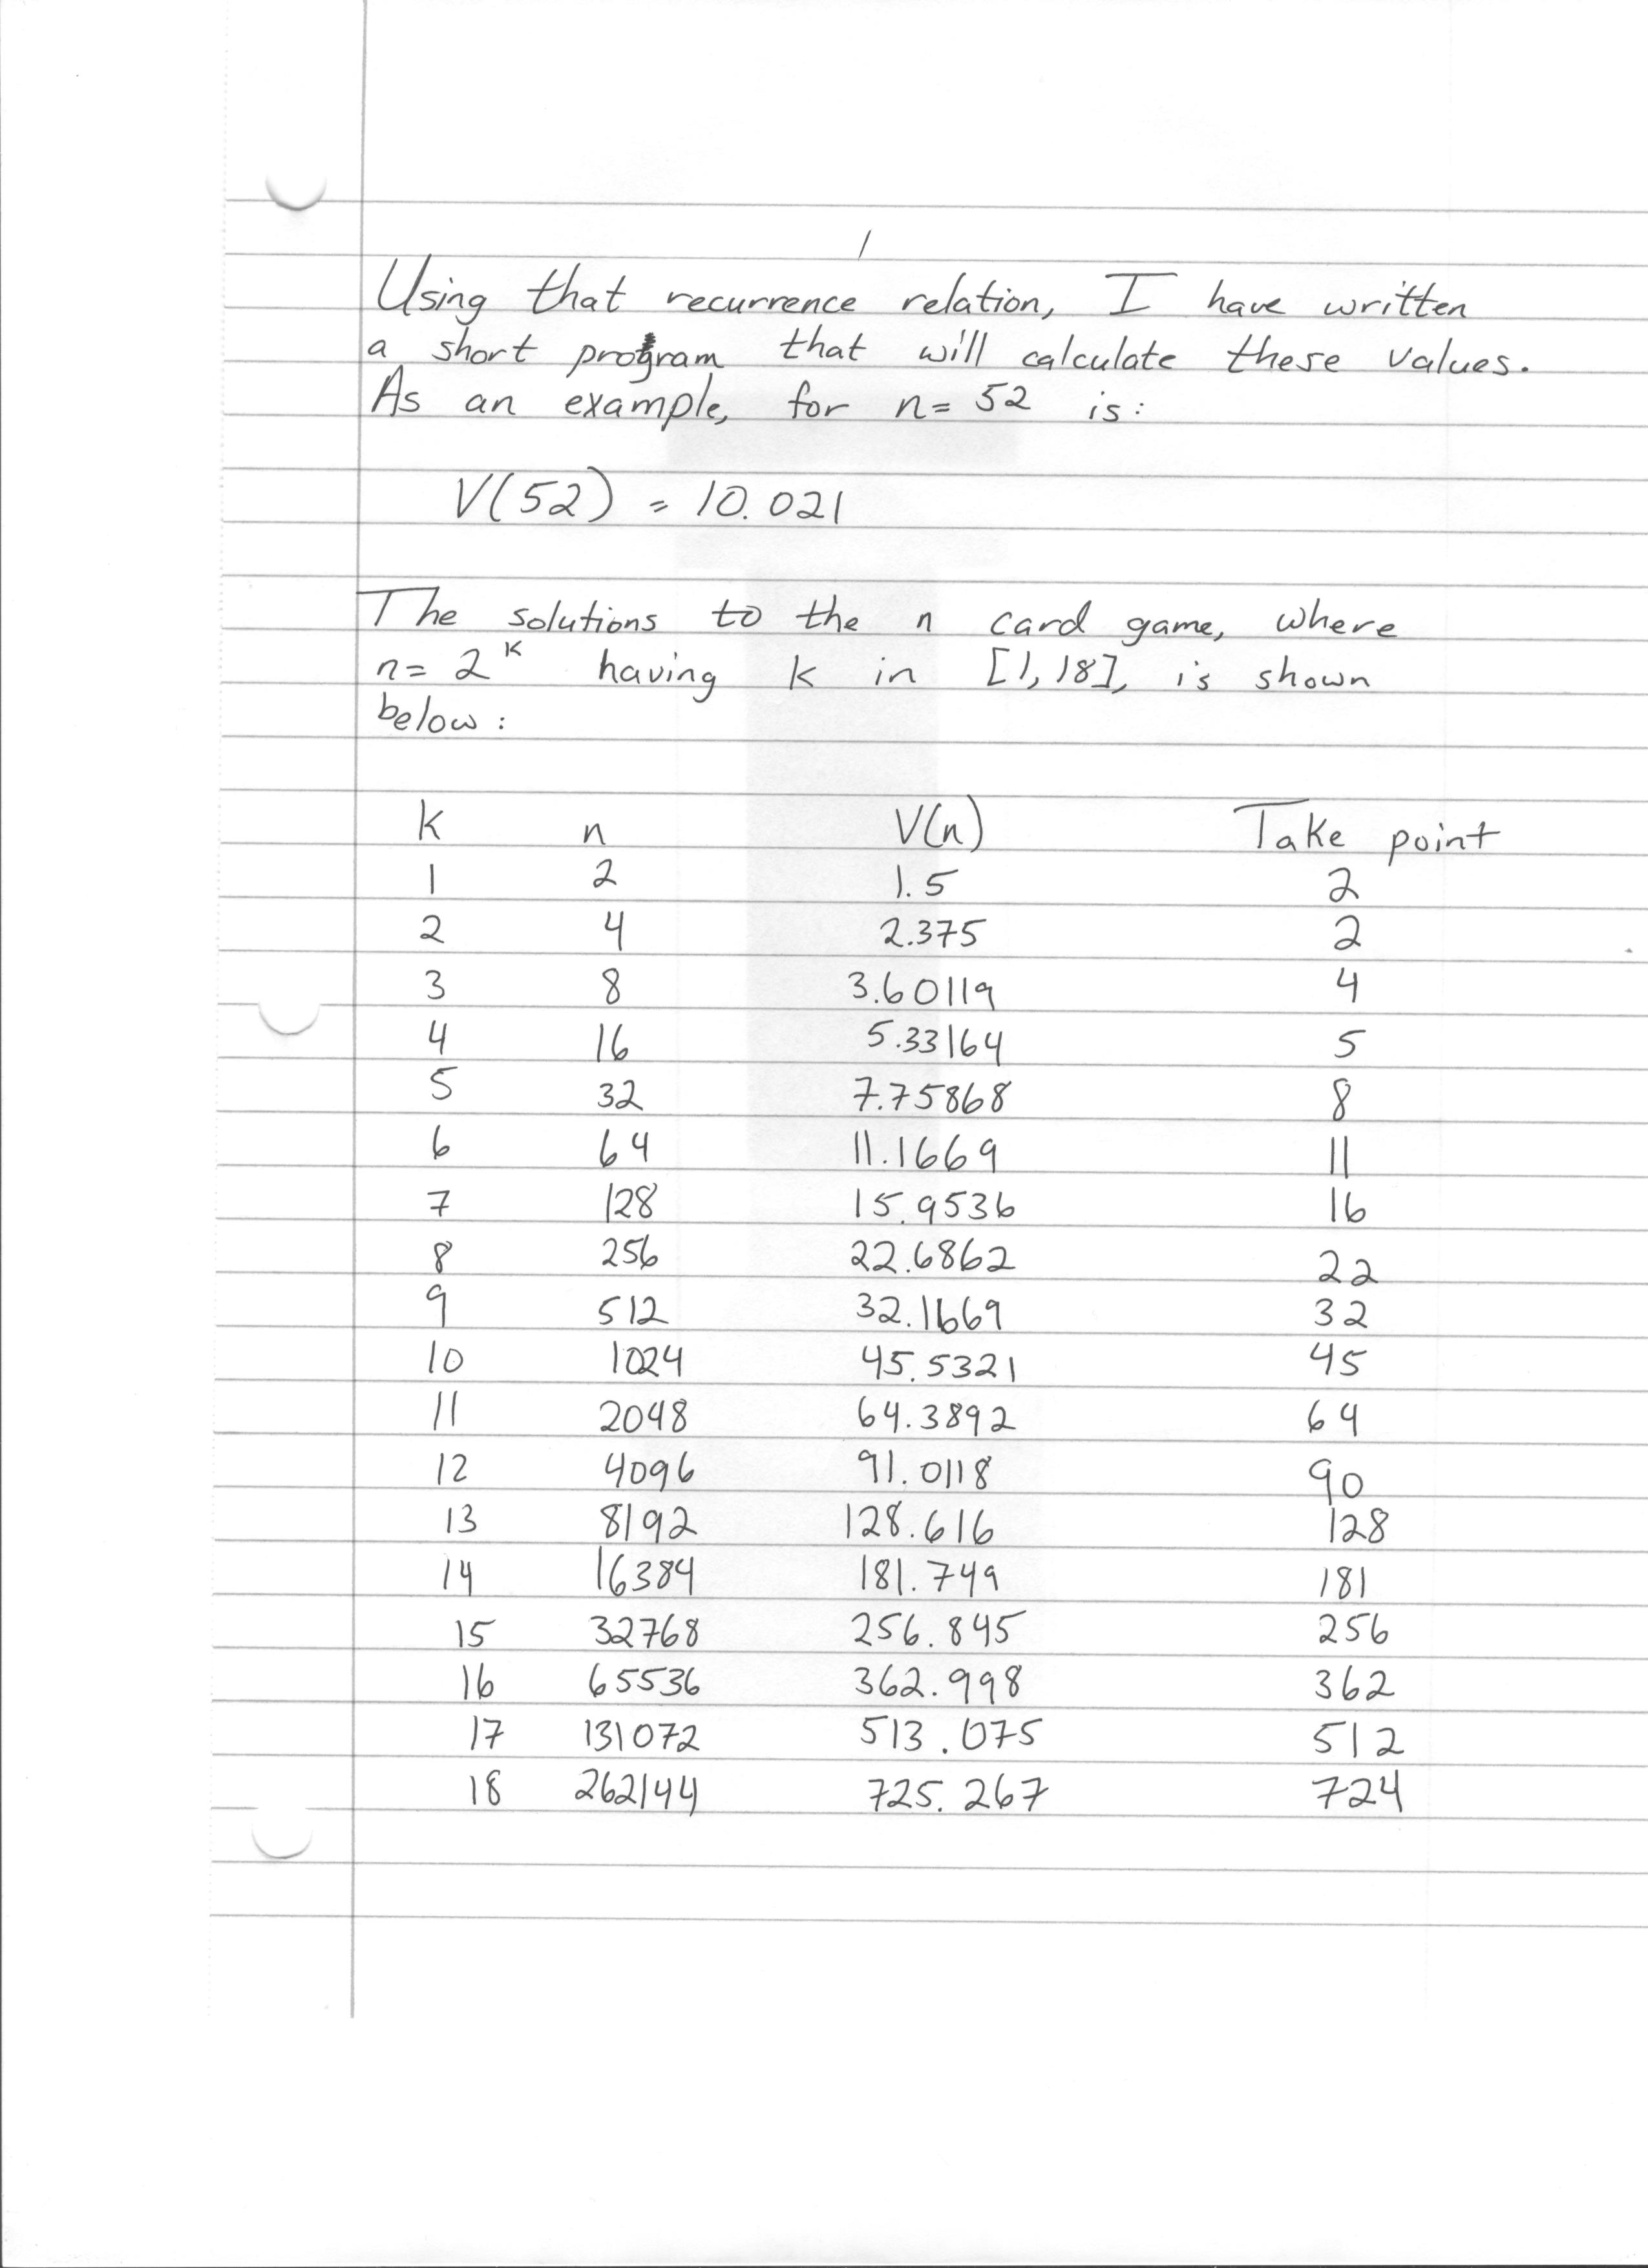 Using that recurrence relation, I have written
a short program that will calculate these values.
As an example, for n= 52 is:
V(52) = 10.021
The solutions to the n card game, where
n= 2^k having k in [1,18], is shown
below:
k n V(n) Take point
1 2 1.5 2
2 4 2.375 2
3 8 3.60119 4
4 16 5.33164 5
5 32 7.75868 8
6 64 11.1669 11
7 128 15.9536 16
8 256 22.6862 22
9 512 32.1669 32
10 1024 45.5321 45
11 2048 64.3892 64
12 4096 91.0118 90
13 8192 128.616 128
14 16384 181.749 181
15 32768 256.845 256
16 65536 362.998 362
17 131072 513.075 512
18 262144 725.267 724